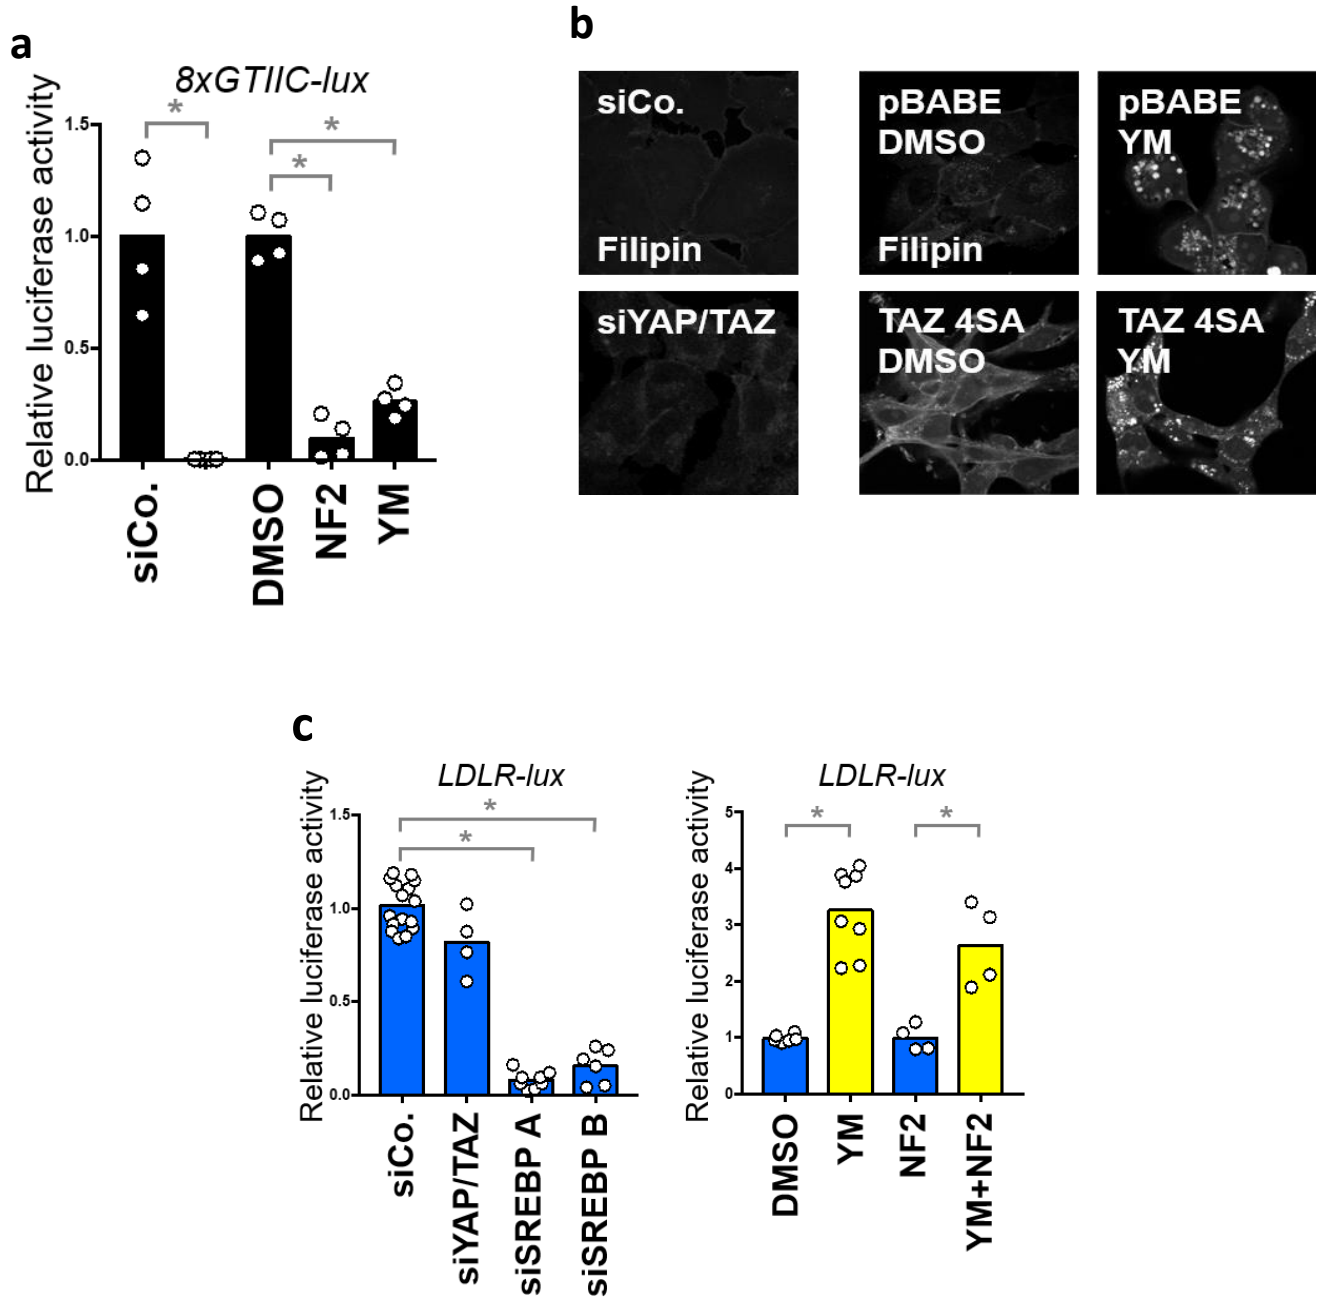 a
8xGTIIC-lux
Relative luciferase activity
*
*
*
1.5
1.0
0.5
0.0
siCo.
DMSO
NF2
YM
b
siCo.
Filipin
pBABE
DMSO
Filipin
pBABE
YM
siYAP/TAZ
TAZ 4SA
DMSO
TAZ 4SA
YM
c
LDLR-lux
Relative luciferase activity
*
*
1.5
1.0
0.5
0.0
siCo.
siYAP/TAZ
siSREBP A
siSREBP B
LDLR-lux
Relative luciferase activity
*
*
5
4
3
2
1
0
DMSO
YM
NF2
YM+NF2